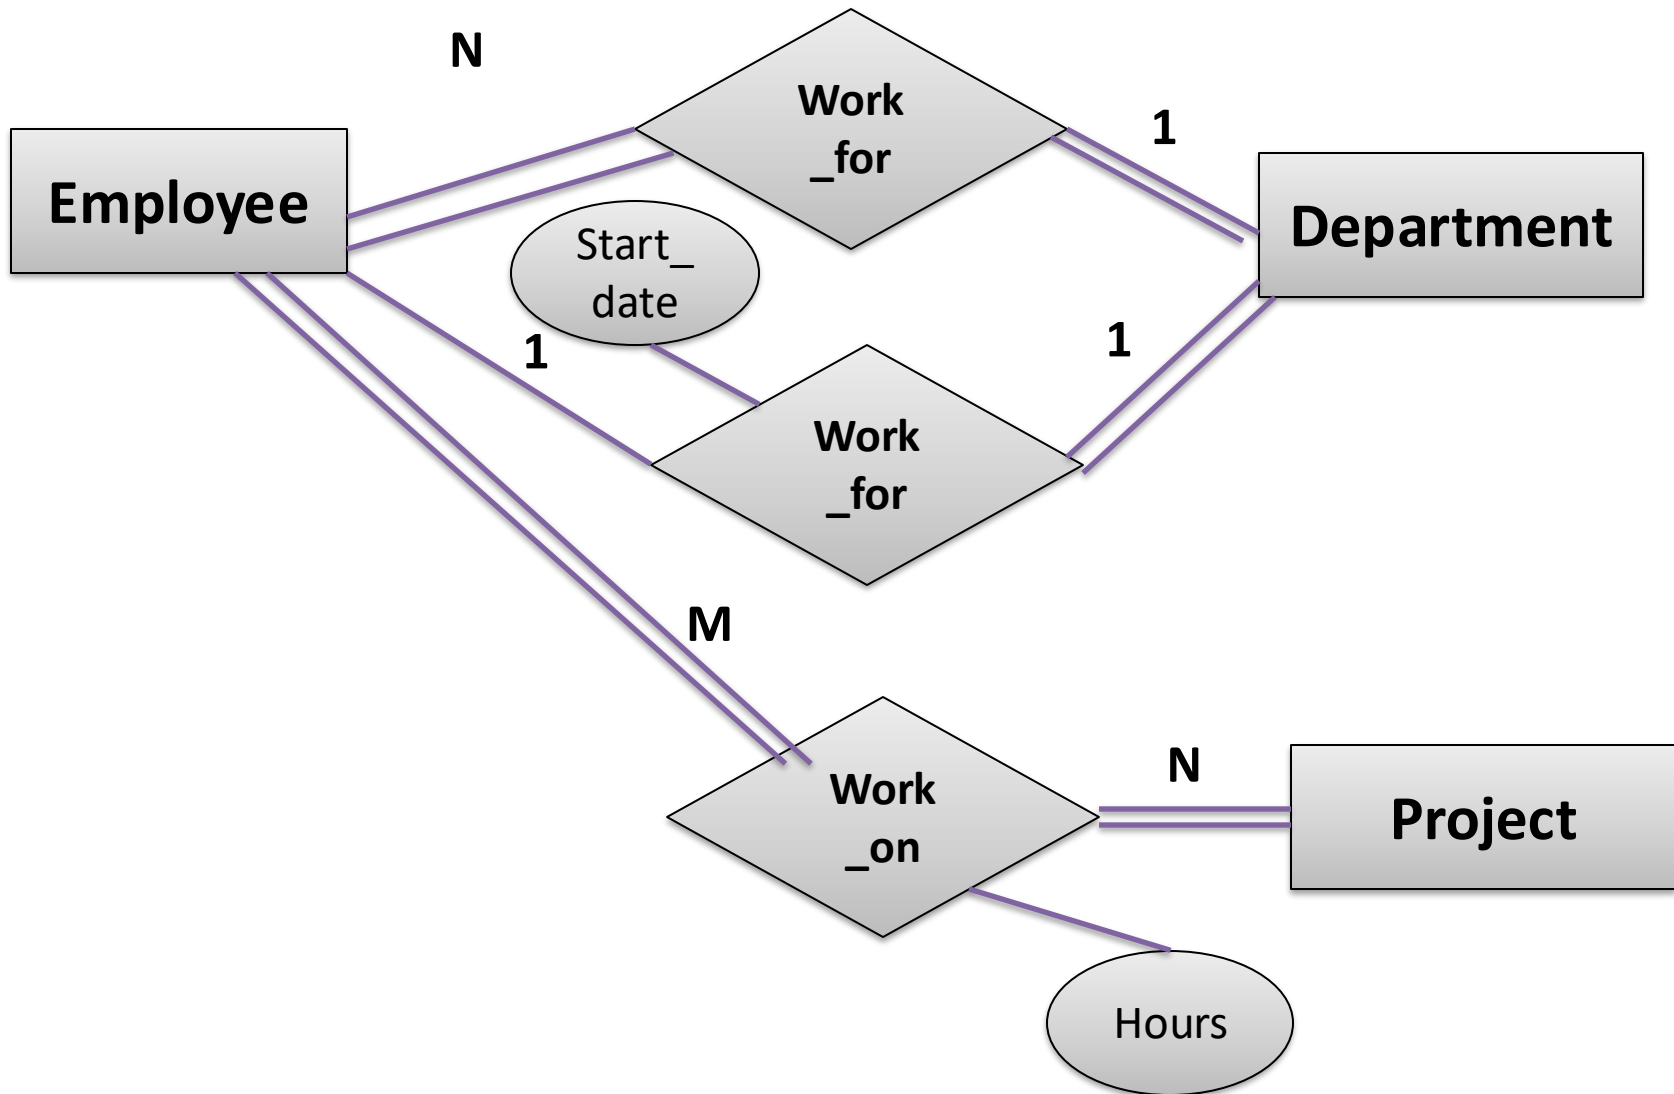 N
Work
_for
1
Employee
Department
Start_
date
1
1
Work
_for
M
Work
_on
N
Project
Hours